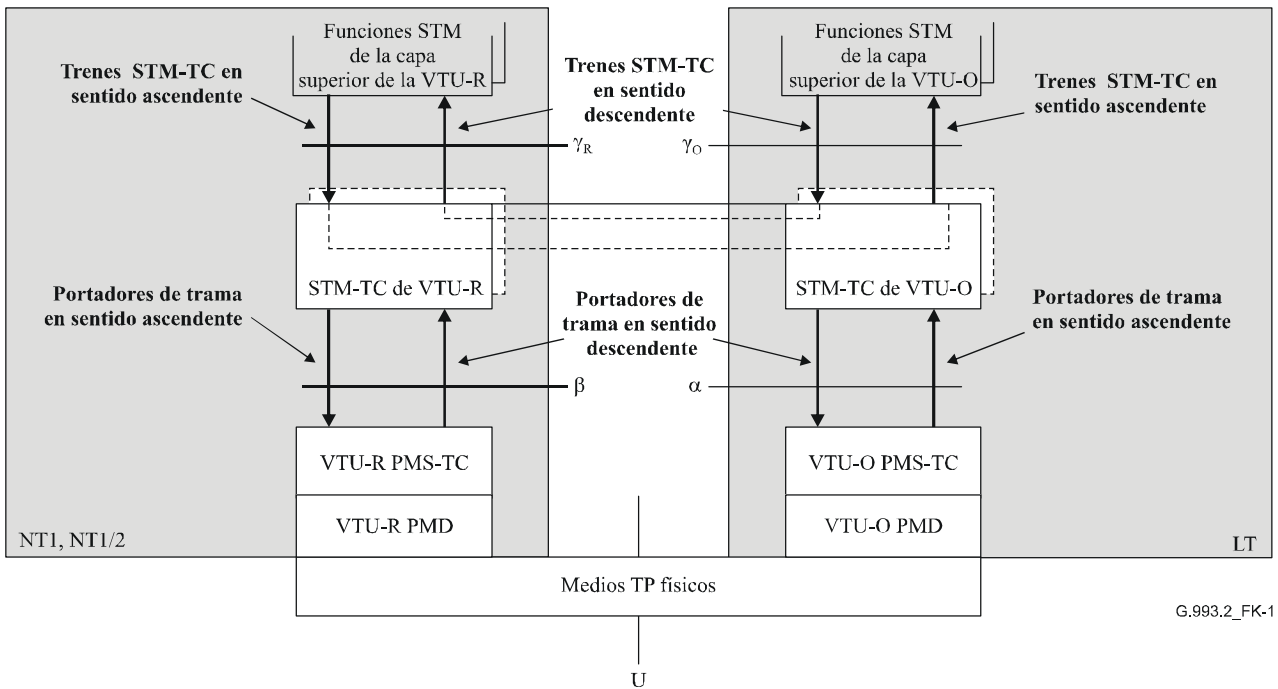 Funciones STM
de la capa
superior de la VTU-R
Funciones STM
de la capa
superior de la VTU-O
Trenes STM-TC en
sentido ascendente
Trenes STM-TC
en sentido
descendente
Trenes STM-TC en
sentido ascendente
γR
γO
STM-TC de VTU-R
STM-TC de VTU-O
Portadores de trama
en sentido ascendente
Portadores de
trama en sentido
descendente
Portadores de trama
en sentido ascendente
β
α
VTU-R PMS-TC
VTU-O PMS-TC
VTU-R PMD
VTU-O PMD
NT1, NT1/2
LT
Medios TP físicos
G.993.2_FK-1
U